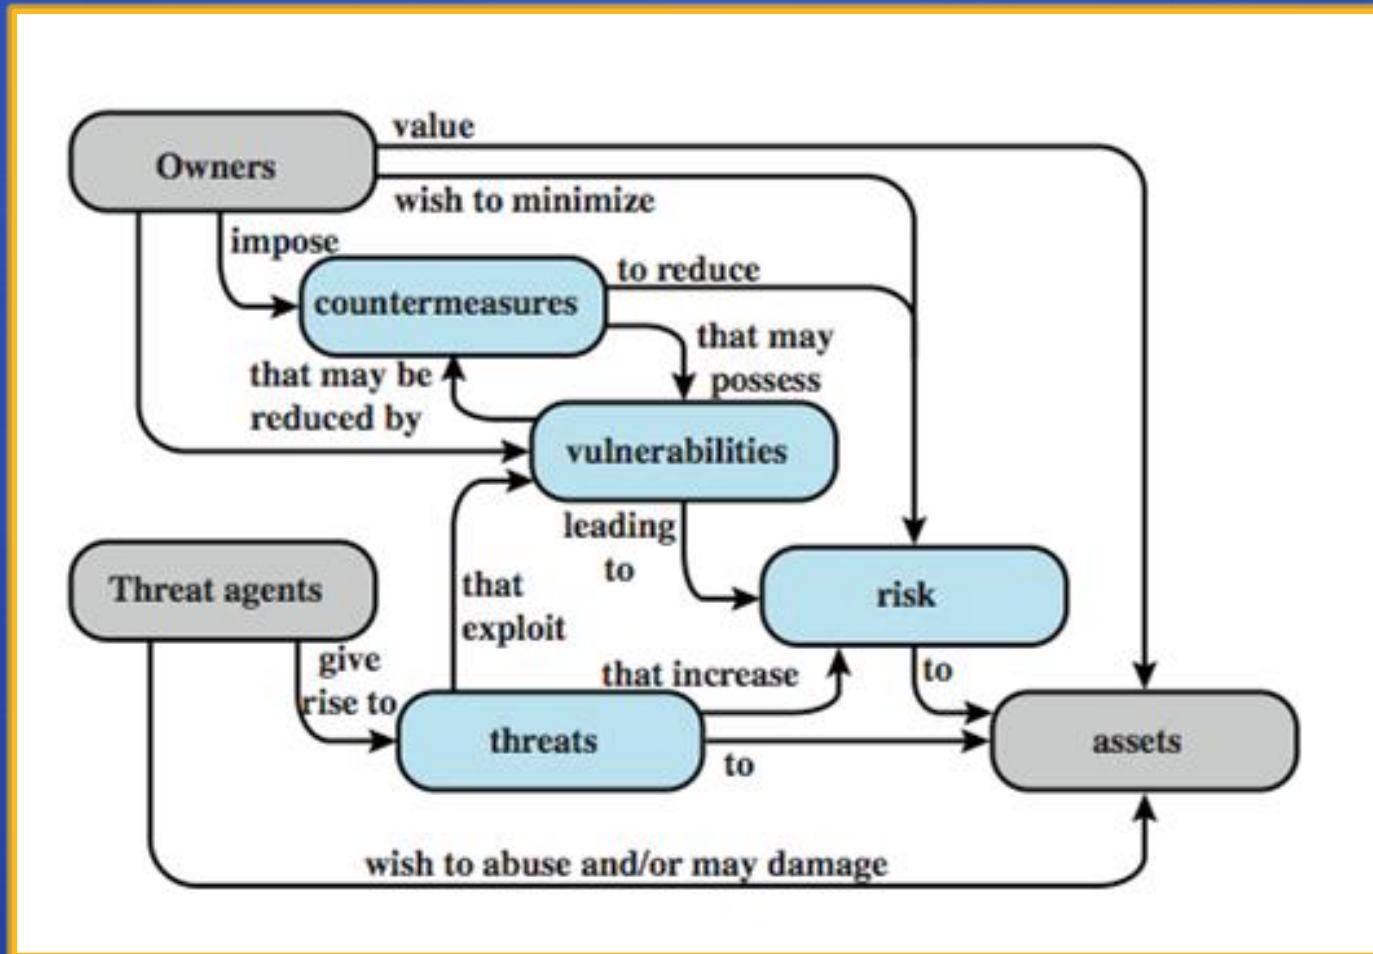 value
Owners
wish to minimize
impose
to reduce
countermeasures
that may
possess
that may be
reduced by
vulnerabilities
leading
to
Threat agents
that
exploit
risk
give
rise to
that increase
to
threats
assets
to
wish to abuse and/or may damage